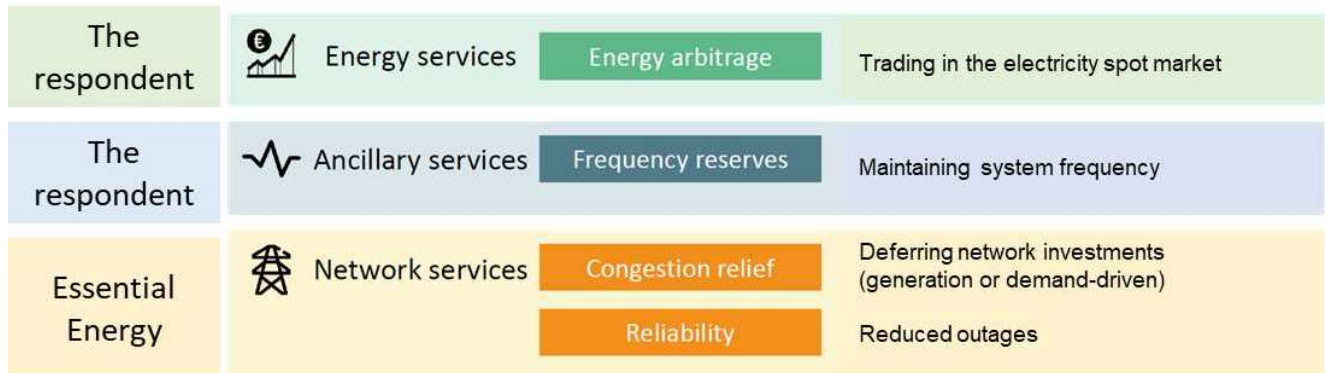 The
respondent
€
Energy services
Energy arbitrage
Trading in the electricity spot market
The
respondent
Ancillary services
Frequency reserves
Maintaining system frequency
Essential
Energy
Network services
Congestion relief
Deferring network investments
(generation or demand-driven)
Reliability
Reduced outages